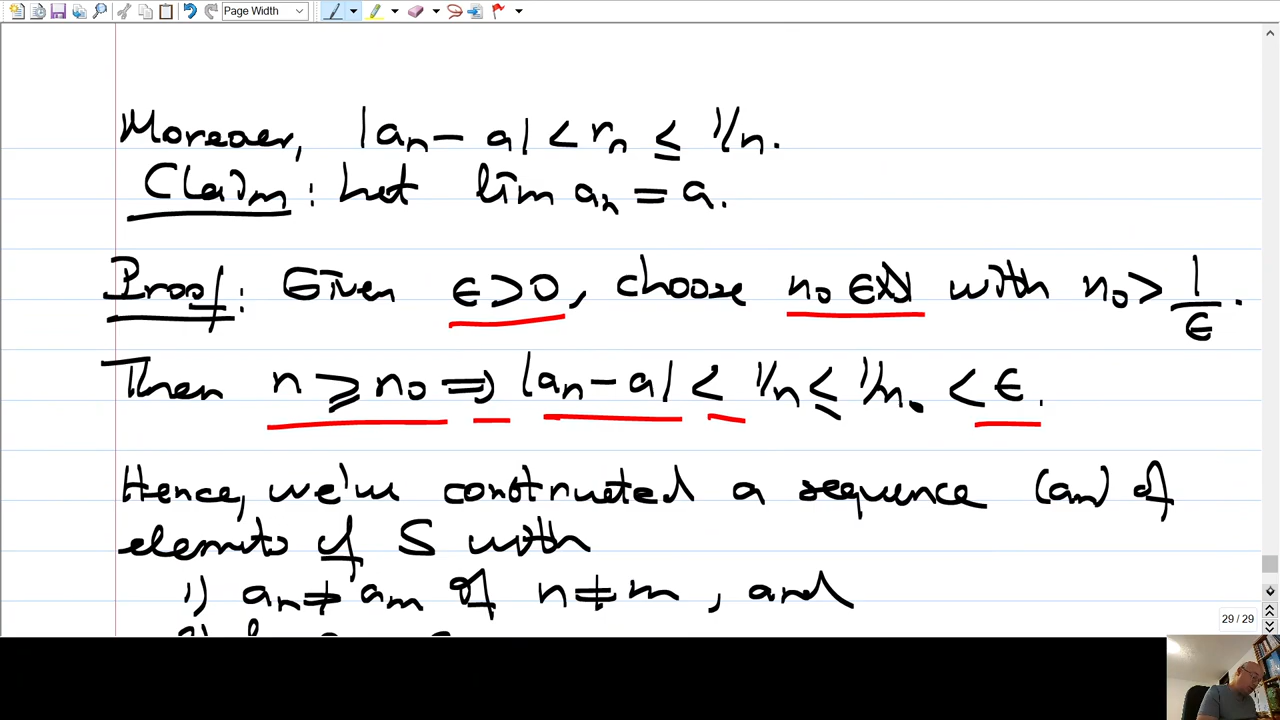 Page Width
Moreover, |aₙ − a| < rₙ ≤ 1/n.
Claim: Let lim aₙ = a.
Proof: Given ϵ>0, choose n₀ ∈ ℕ with n₀ > 1/ϵ.
Then n ≥ n₀ ⇒ |aₙ − a| < 1/n ≤ 1/n₀ < ϵ.
Hence, we've constructed a sequence (aₙ) of
elements of S with
1) aₙ ≠ aₘ if n ≠ m, and
2)
29 / 29